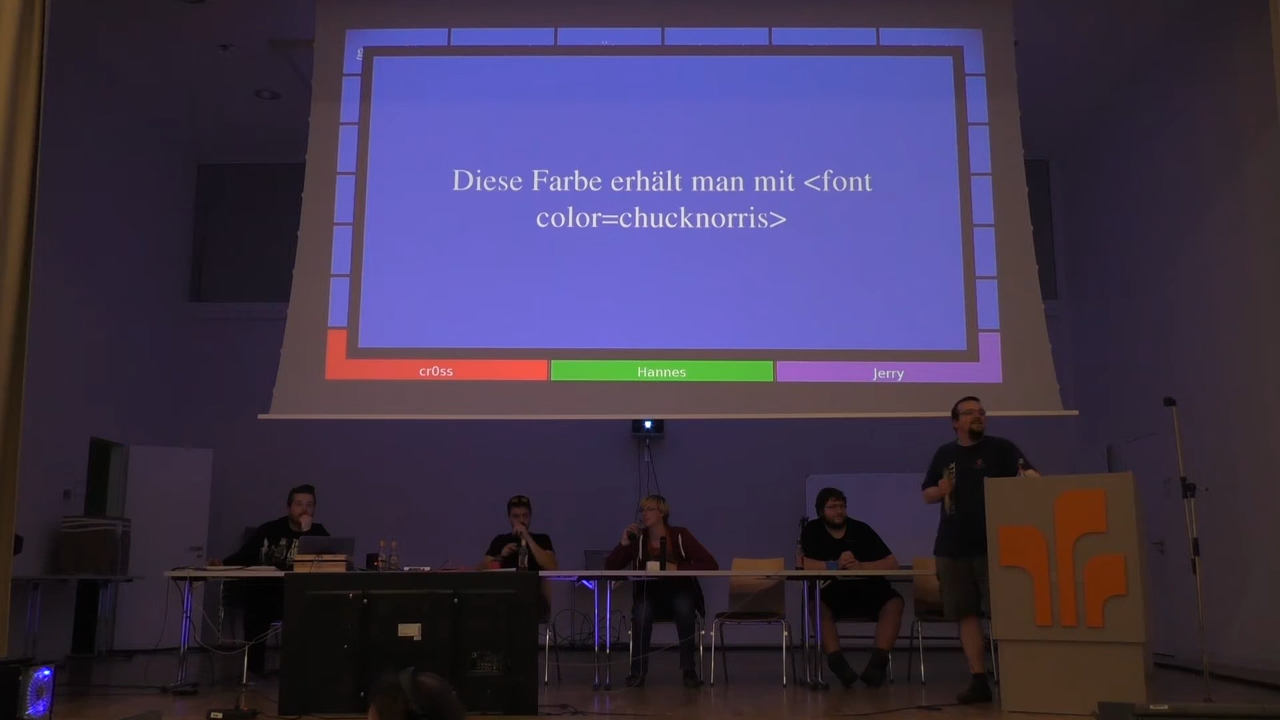 Diese Farbe erhält man mit <font
color=chucknorris>
cr0ss
Hannes
Jerry